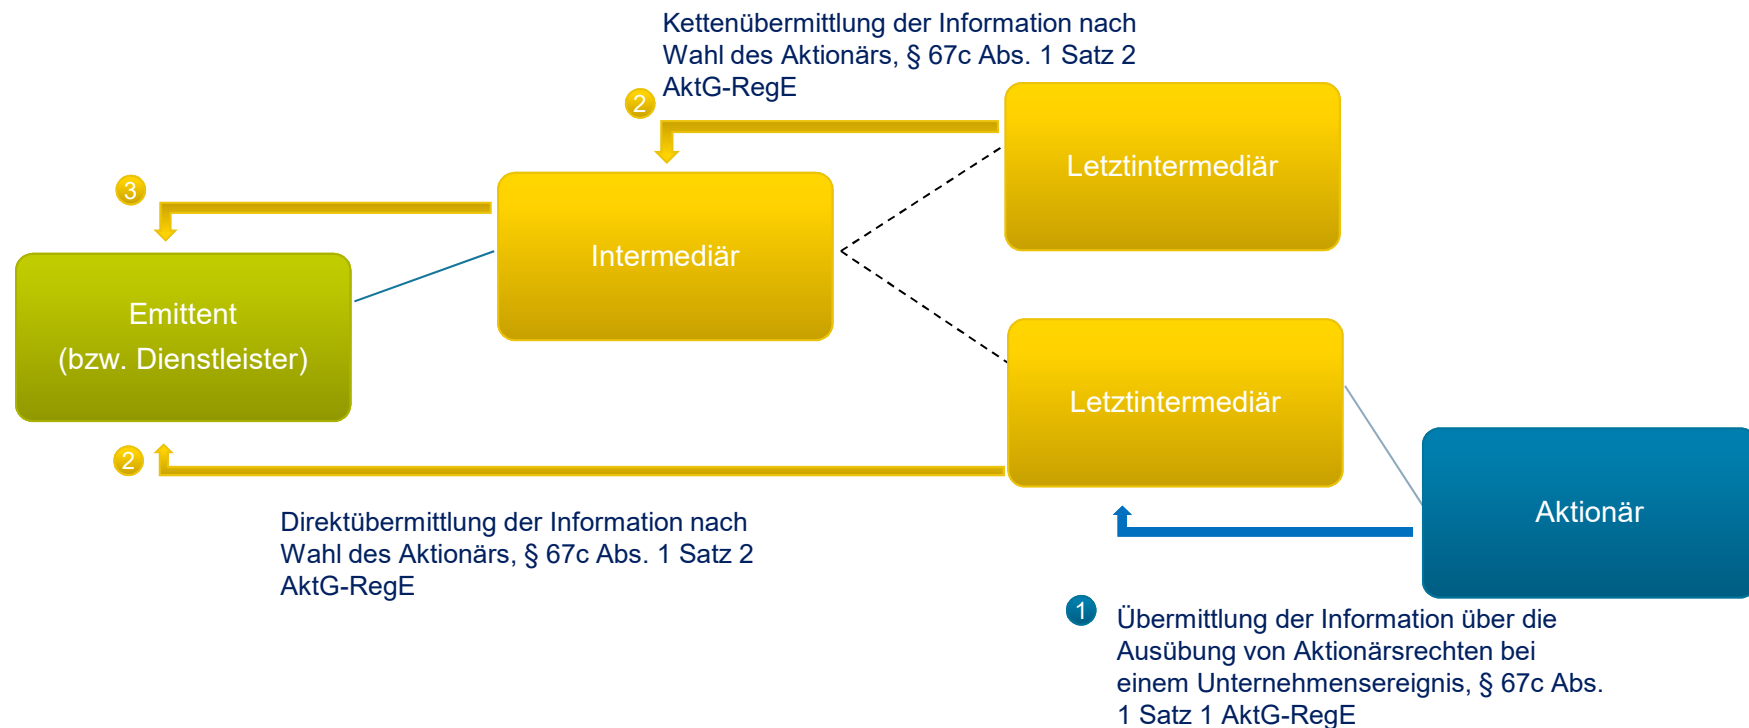 Kettenübermittlung der Information nach
Wahl des Aktionärs, § 67c Abs. 1 Satz 2
AktG-RegE
2
Letztintermediär
3
Intermediär
Emittent
(bzw. Dienstleister)
Letztintermediär
2
Aktionär
Direktübermittlung der Information nach
Wahl des Aktionärs, § 67c Abs. 1 Satz 2
AktG-RegE
1
Übermittlung der Information über die
Ausübung von Aktionärsrechten bei
einem Unternehmensereignis, § 67c Abs.
1 Satz 1 AktG-RegE